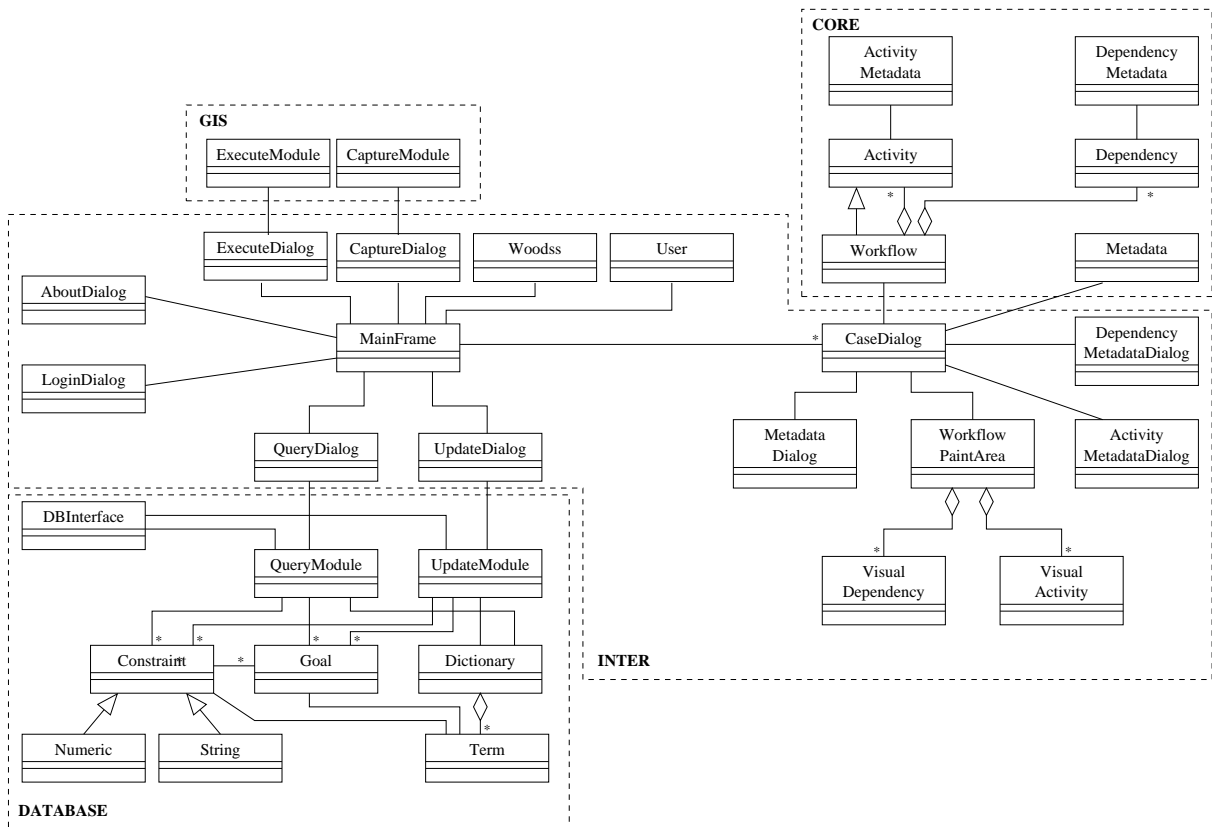 CORE
Activity
Metadata
Dependency
Metadata
GIS
ExecuteModule
CaptureModule
Activity
Dependency
*
*
ExecuteDialog
CaptureDialog
Woodss
User
Workflow
Metadata
AboutDialog
MainFrame
*
CaseDialog
Dependency
MetadataDialog
LoginDialog
QueryDialog
UpdateDialog
Metadata
Dialog
Workflow
PaintArea
Activity
MetadataDialog
DBInterface
QueryModule
UpdateModule
*
*
Visual
Dependency
Visual
Activity
*
*
*
*
Constraint
*
*
Goal
Dictionary
INTER
*
Numeric
String
Term
DATABASE